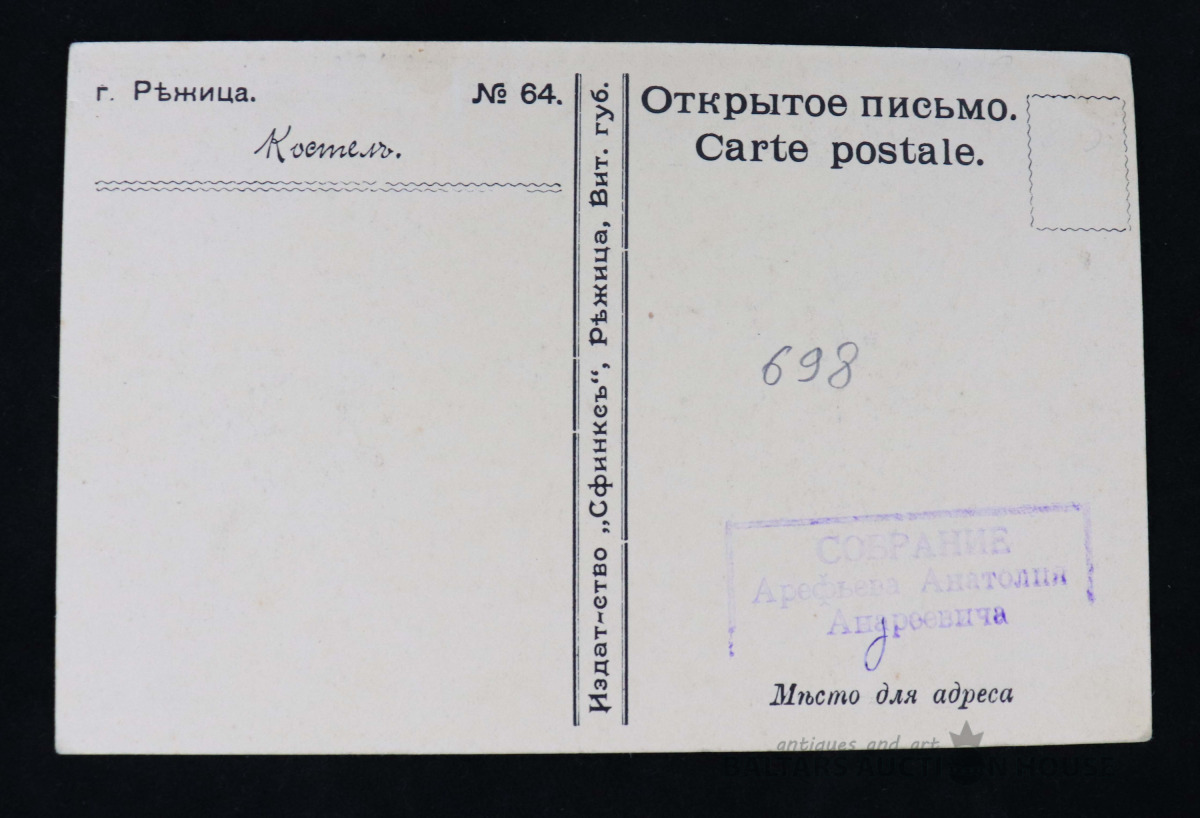 г. Рѣжица.
№ 64.
Костелъ.
Издат-ство „Сфинксъ“, Рѣжица, Вит. губ.
Открытое письмо.
Carte postale.
698
СОБРАНИЕ
Арефьева Анатолия
Андреевича
Мѣсто для адреса
antiques and art
BALTARS AUCTION HOUSE